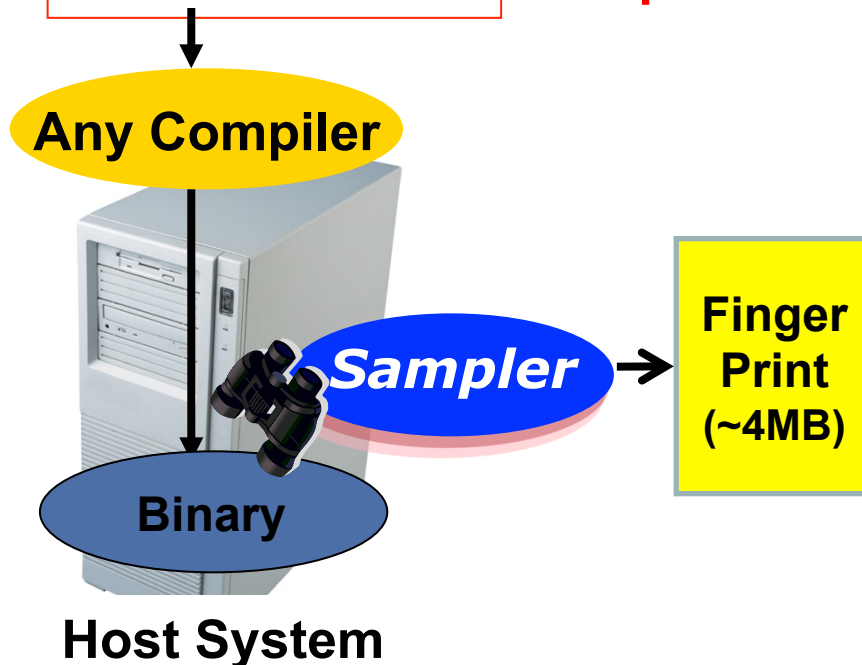 Any Compiler
Sampler
Finger
Print
(~4MB)
Binary
Host System